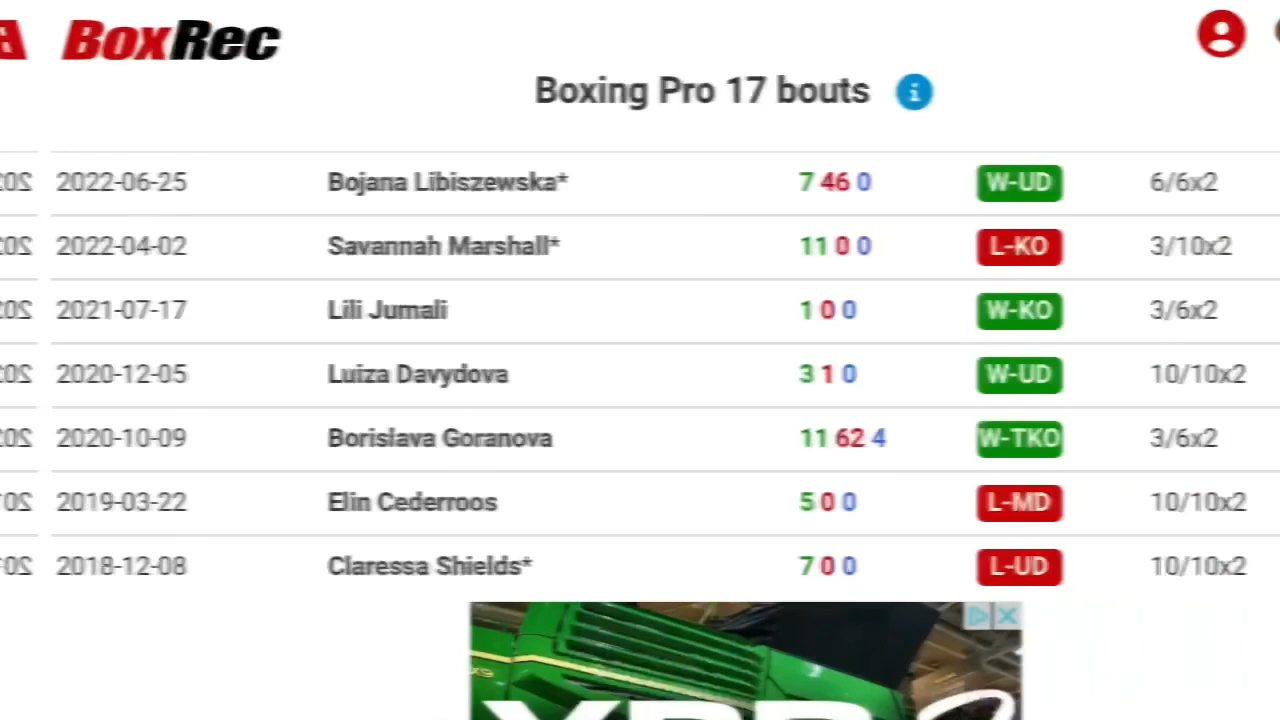 BoxRec
Boxing Pro 17 bouts i
2022-06-25 Bojana Libiszewska* 7 46 0 W-UD 6/6x2
2022-04-02 Savannah Marshall* 11 0 0 L-KO 3/10x2
2021-07-17 Lili Jumali 1 0 0 W-KO 3/6x2
2020-12-05 Luiza Davydova 3 1 0 W-UD 10/10x2
2020-10-09 Borislava Goranova 11 62 4 W-TKO 3/6x2
2019-03-22 Elin Cederroos 5 0 0 L-MD 10/10x2
2018-12-08 Claressa Shields* 7 0 0 L-UD 10/10x2